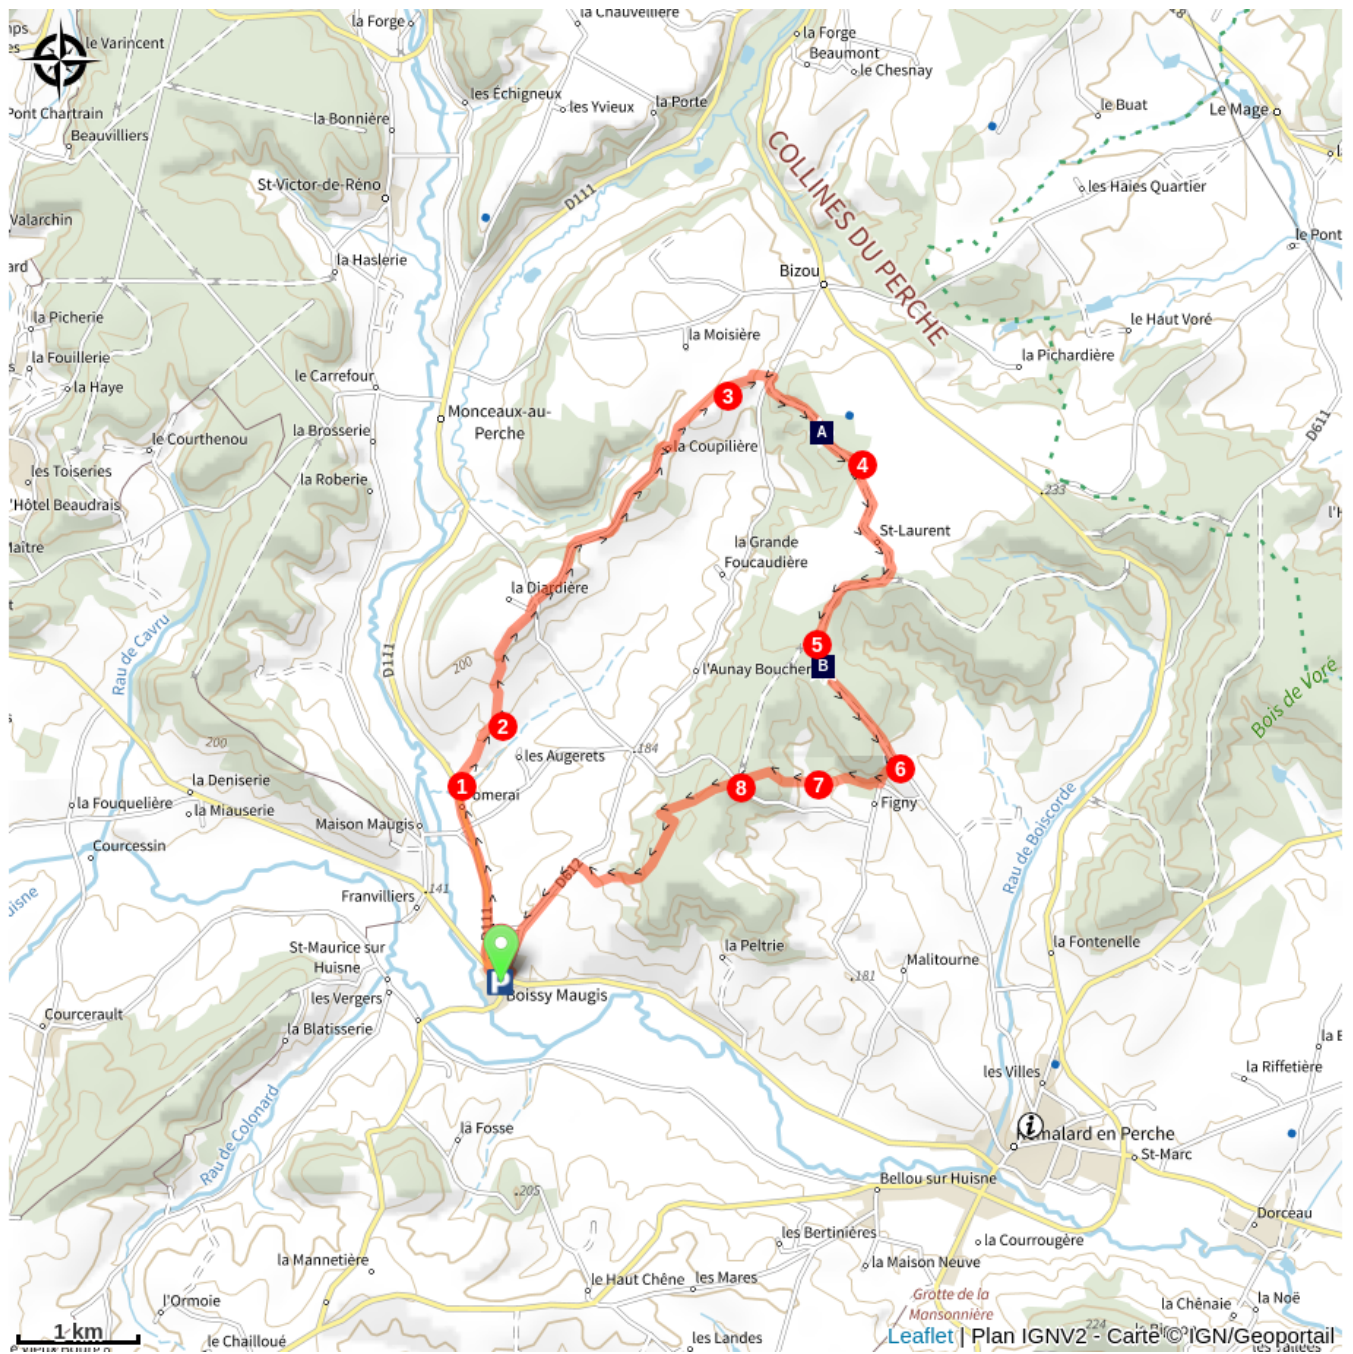 la Forge
la Chauvellière
le Varincent
la Forge
Beaumont
le Chesnay
les Échigneux
les Yvieux
la Porte
le Buat
Le Mage
Pont Chartrain
Beauvilliers
la Bonnière
St-Victor-de-Réno
D111
COLLINES DU PERCHE
les Haies Quartier
Valarchin
la Haslerie
le Pont
Bizou
la Picherie
la Moisière
le Haut Voré
la Fouillerie
la Pichardière
la Haye
le Carrefour
3
Monceaux-au-
Perche
D611
la Brosserie
le Courthenou
A
la Coupilière
4
les Toiseries
la Roberie
233
l'Hôtel Beaudrais
St-Laurent
la Grande
Foucaudière
la Diardière
Rau de Cavru
D111
200
5
l'Aunay Boucher
B
Bois de Voré
2
200
184
les Augerets
6
la Deniserie
1
8
7
la Fouquelière
la Miauserie
Figny
Maison Maugis
Rau de Boiscorde
Courcessin
D612
141
Franvilliers
St-Maurice sur
Huisne
la Peltrie
la Fontenelle
Malitourne
181
P
Boissy Maugis
les Vergers
Courcerault
la Blatisserie
la Riffetière
les Villes
Rau de Colonard
la Fosse
i
Rémalard en Perche
St-Marc
205
Bellou sur Huisne
Dorceau
les Bertinières
la Courrougère
la Mannetière
la Maison Neuve
le Haut Chêne
les Mares
Grotte de la
Mansonnière
l'Ormoie
la Chênaie
la Noë
1 km
le Chailloué
les Landes
224
Leaflet | Plan IGNV2 - Carte © IGN/Geoportail